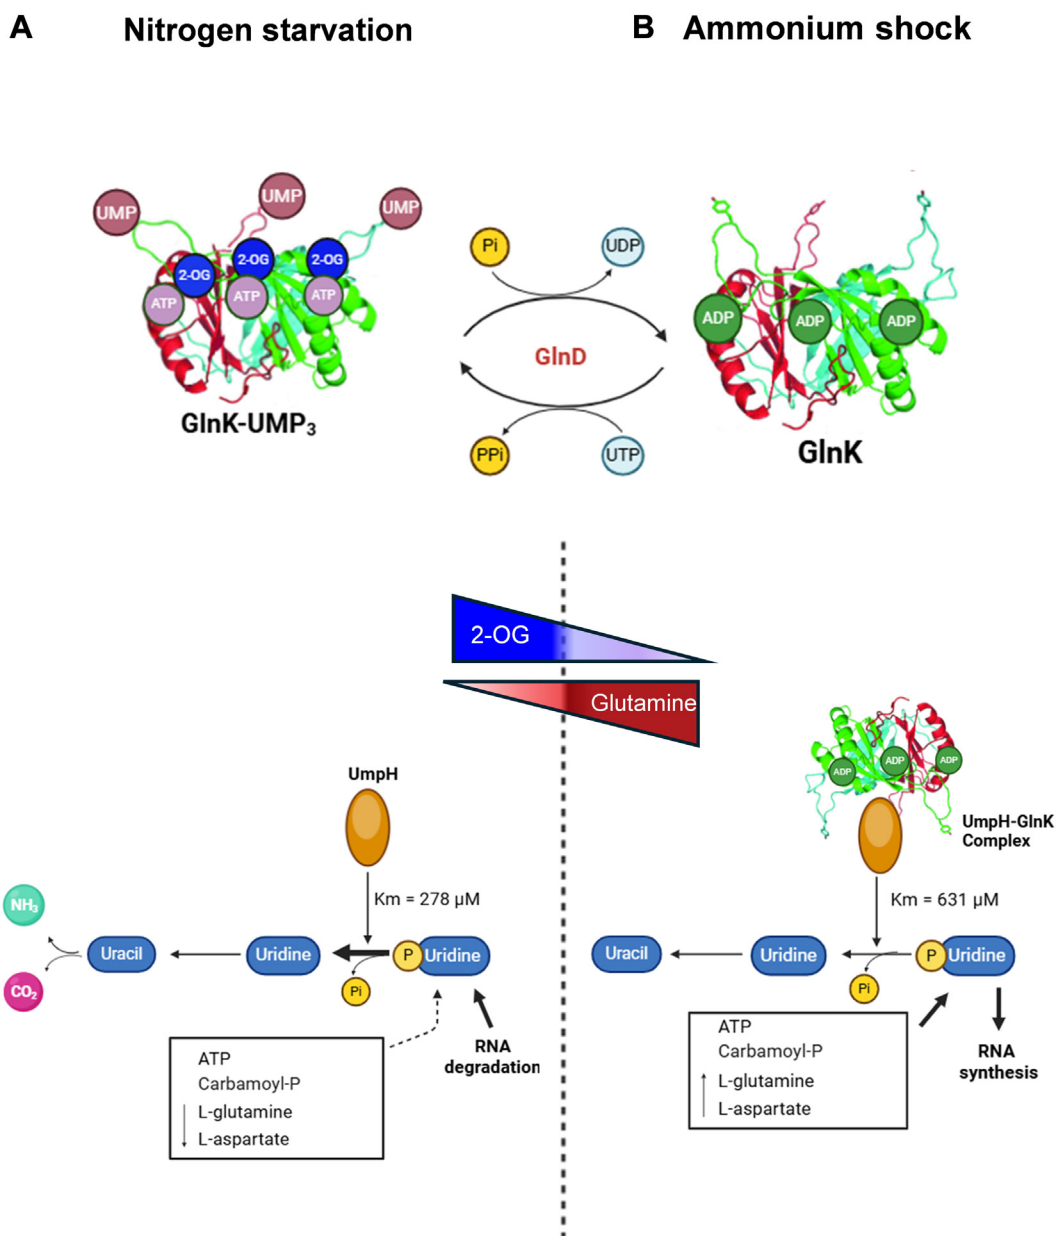 A
Nitrogen starvation
B
Ammonium shock
UMP
UMP
UMP
2-OG
2-OG
2-OG
ATP
ATP
ATP
GlnK-UMP₃
Pi
UDP
GlnD
PPi
UTP
ADP
ADP
ADP
GlnK
2-OG
Glutamine
UmpH
Km = 278 µM
NH₃
CO₂
Uracil
Uridine
P
Uridine
Pi
ATP
Carbamoyl-P
L-glutamine
L-aspartate
RNA
degradation
ADP
ADP
ADP
UmpH-GlnK
Complex
Km = 631 µM
Uracil
Uridine
P
Uridine
Pi
ATP
Carbamoyl-P
L-glutamine
L-aspartate
RNA
synthesis